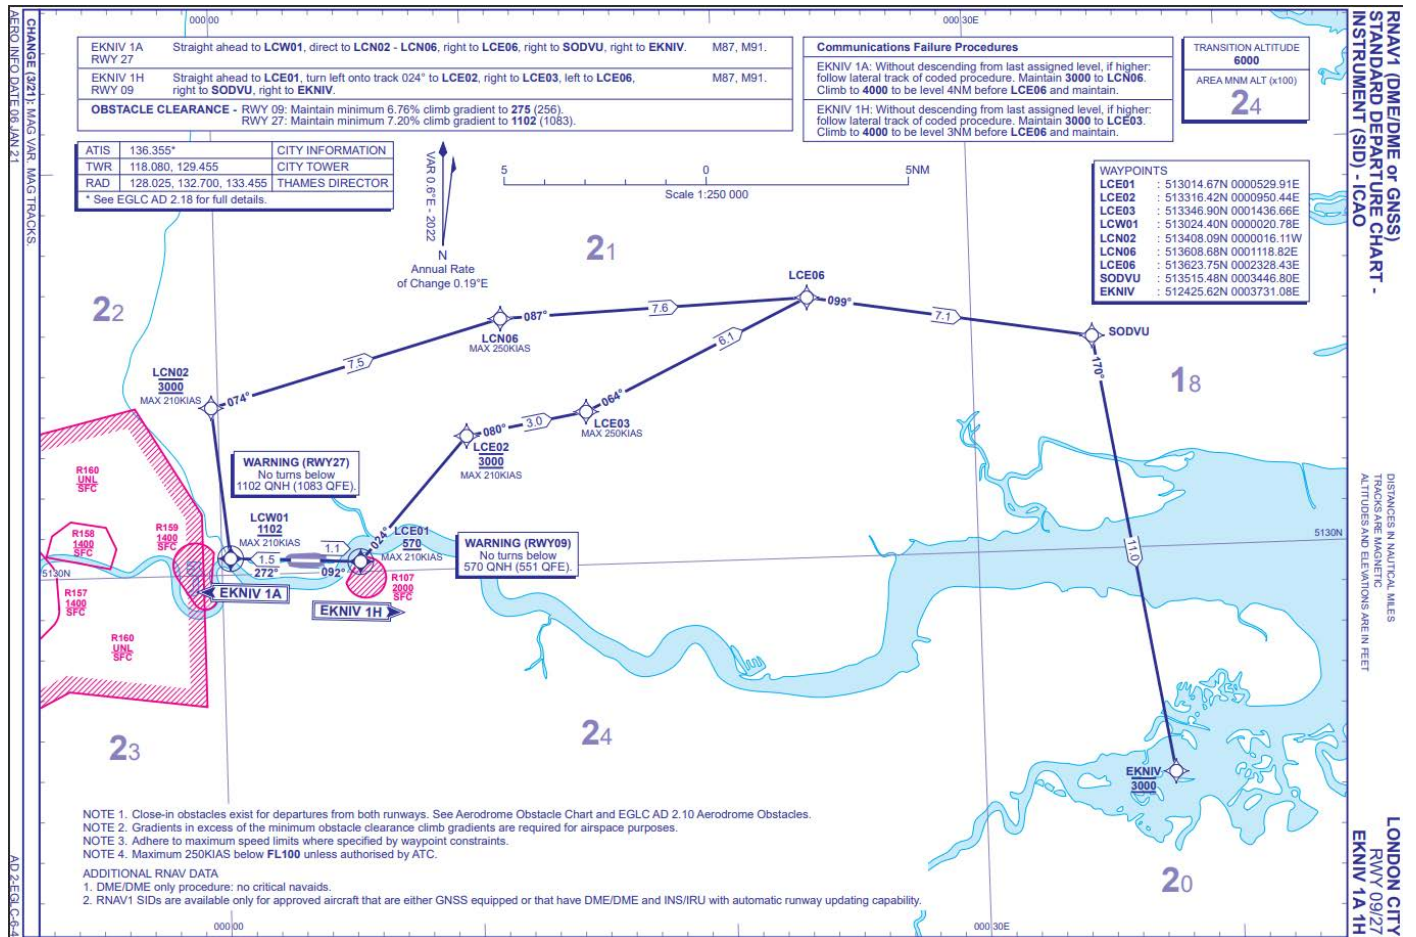 RNAV1 (DME/DME or GNSS)
STANDARD DEPARTURE CHART -
INSTRUMENT (SID) - ICAO
LONDON CITY
RWY 09/27
EKNIV 1A 1H
DISTANCES IN NAUTICAL MILES
TRACKS ARE MAGNETIC
ALTITUDES AND ELEVATIONS ARE IN FEET
CHANGE (3/21): MAG VAR. MAG TRACKS.
AERO INFO DATE 06 JAN 21
AD 2-EGLC-6-4
000 00
000 30E
EKNIV 1A
RWY 27
Straight ahead to LCW01, direct to LCN02 - LCN06, right to LCE06, right to SODVU, right to EKNIV.
M87, M91.
EKNIV 1H
RWY 09
Straight ahead to LCE01, turn left onto track 024° to LCE02, right to LCE03, left to LCE06,
right to SODVU, right to EKNIV.
M87, M91.
OBSTACLE CLEARANCE - RWY 09: Maintain minimum 6.76% climb gradient to 275 (256).
RWY 27: Maintain minimum 7.20% climb gradient to 1102 (1083).
Communications Failure Procedures
EKNIV 1A: Without descending from last assigned level, if higher:
follow lateral track of coded procedure. Maintain 3000 to LCN06.
Climb to 4000 to be level 4NM before LCE06 and maintain.
EKNIV 1H: Without descending from last assigned level, if higher:
follow lateral track of coded procedure. Maintain 3000 to LCE03.
Climb to 4000 to be level 3NM before LCE06 and maintain.
TRANSITION ALTITUDE
6000
AREA MNM ALT (x100)
24
ATIS 136.355* CITY INFORMATION
TWR 118.080, 129.455 CITY TOWER
RAD 128.025, 132.700, 133.455 THAMES DIRECTOR
* See EGLC AD 2.18 for full details.
VAR 0.6°E - 2022
N
Annual Rate
of Change 0.19°E
5 0 5NM
Scale 1:250 000
WAYPOINTS
LCE01 : 513014.67N 0000529.91E
LCE02 : 513316.42N 0000950.44E
LCE03 : 513346.90N 0001436.66E
LCW01 : 513024.40N 0000020.78E
LCN02 : 513408.09N 0000016.11W
LCN06 : 513608.68N 0001118.82E
LCE06 : 513623.75N 0002328.43E
SODVU : 513515.48N 0003446.80E
EKNIV : 512425.62N 0003731.08E
21
22
LCE06
099°
7.1
SODVU
170°
18
7.6
087°
LCN06
MAX 250KIAS
7.5
6.1
LCN02
3000
MAX 210KIAS
074°
064°
LCE03
MAX 250KIAS
3.0
080°
LCE02
3000
MAX 210KIAS
WARNING (RWY27)
No turns below
1102 QNH (1083 QFE).
R160
UNL
SFC
R158
1400
SFC
R159
1400
SFC
LCW01
1102
MAX 210KIAS
024°
LCE01
570
MAX 210KIAS
WARNING (RWY09)
No turns below
570 QNH (551 QFE).
1.5
1.1
272°
092°
5130N
5130N
11.0
R157
1400
SFC
EKNIV 1A
EKNIV 1H
R107
2000
SFC
R160
UNL
SFC
23
24
EKNIV
3000
20
NOTE 1. Close-in obstacles exist for departures from both runways. See Aerodrome Obstacle Chart and EGLC AD 2.10 Aerodrome Obstacles.
NOTE 2. Gradients in excess of the minimum obstacle clearance climb gradients are required for airspace purposes.
NOTE 3. Adhere to maximum speed limits where specified by waypoint constraints.
NOTE 4. Maximum 250KIAS below FL100 unless authorised by ATC.
ADDITIONAL RNAV DATA
1. DME/DME only procedure: no critical navaids.
2. RNAV1 SIDs are available only for approved aircraft that are either GNSS equipped or that have DME/DME and INS/IRU with automatic runway updating capability.
000 00
000 30E